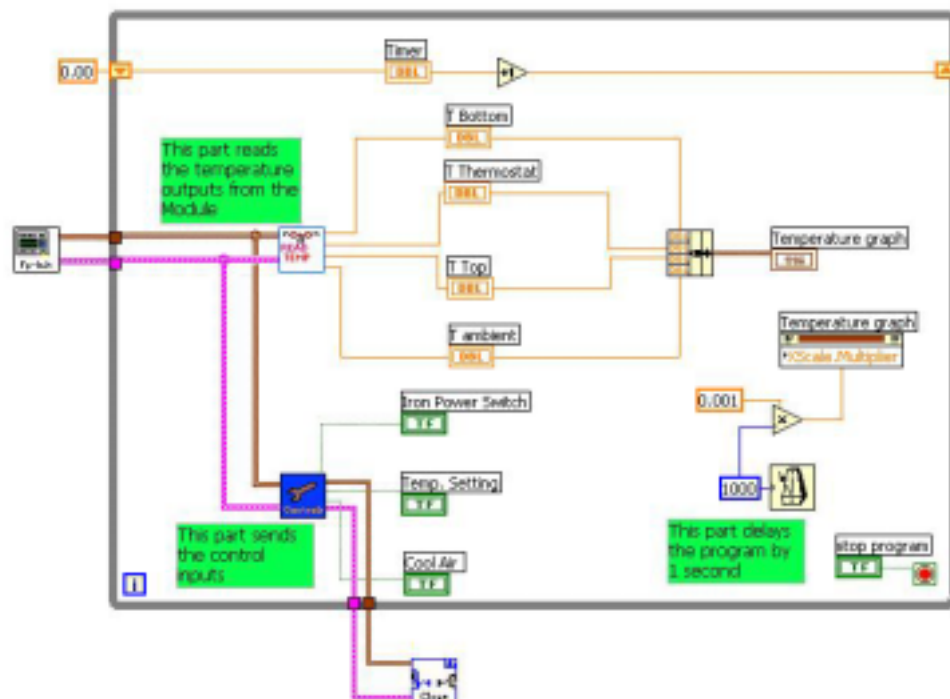 Timer
0.00
DBL
+1
T Bottom
DBL
This part reads
the temperature
outputs from the
Module
T Thermostat
DBL
READ
TEMP
Temperature graph
T Top
DBL
T ambient
DBL
Temperature graph
XScale.Multiplier
Iron Power Switch
TF
0.001
x
Temp. Setting
TF
1000
This part sends
the control
inputs
This part delays
the program by
1 second
stop program
TF
Cool Air
TF
i